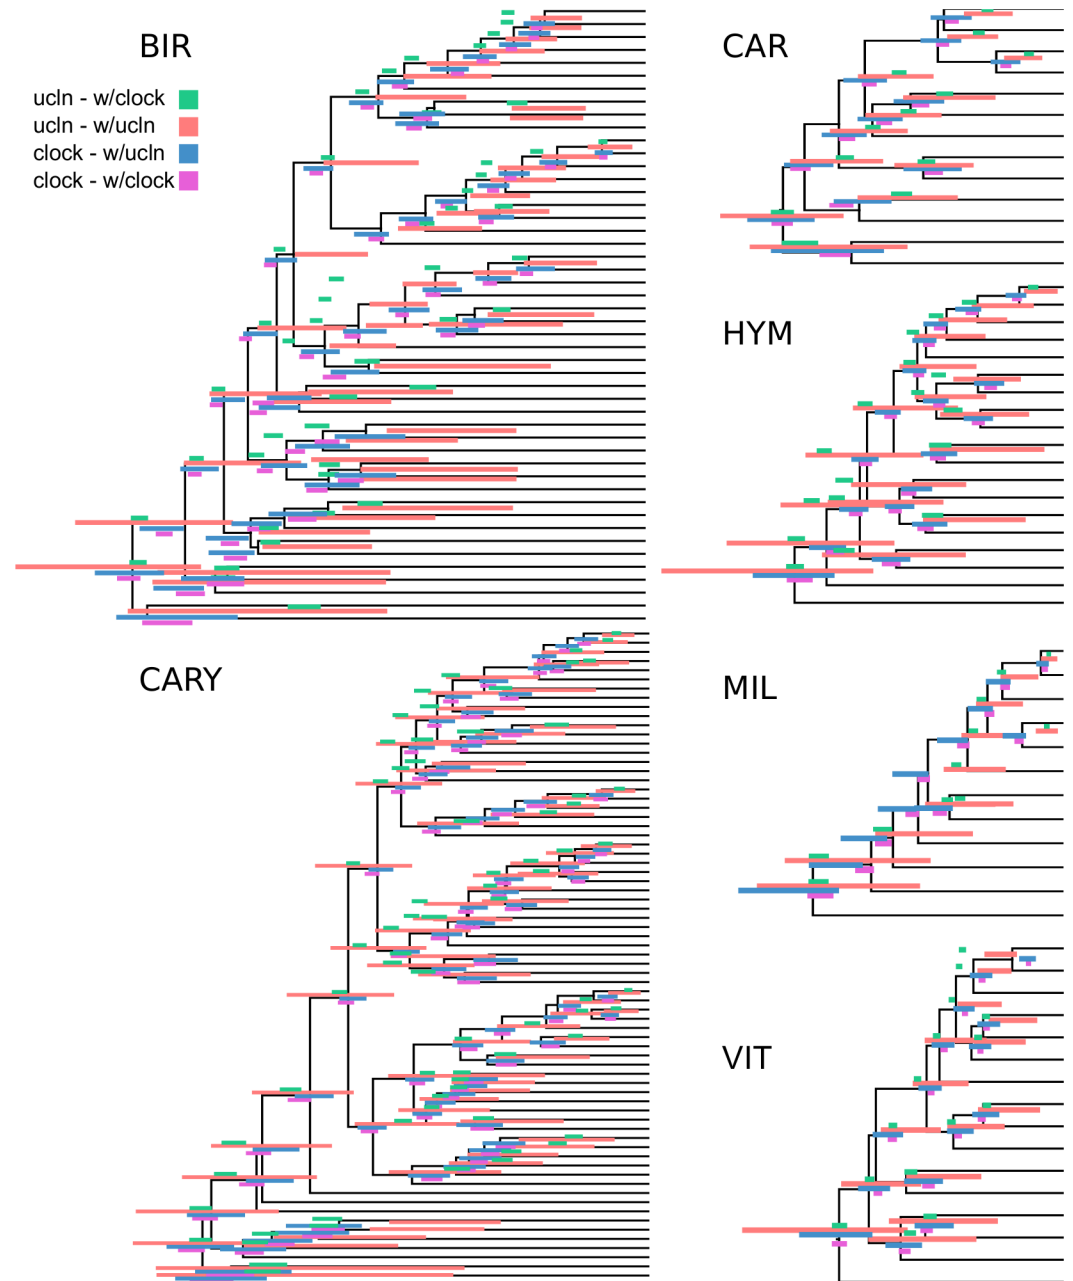 BIR
ucln - w/clock
ucln - w/ucln
clock - w/ucln
clock - w/clock
CAR
HYM
CARY
MIL
VIT